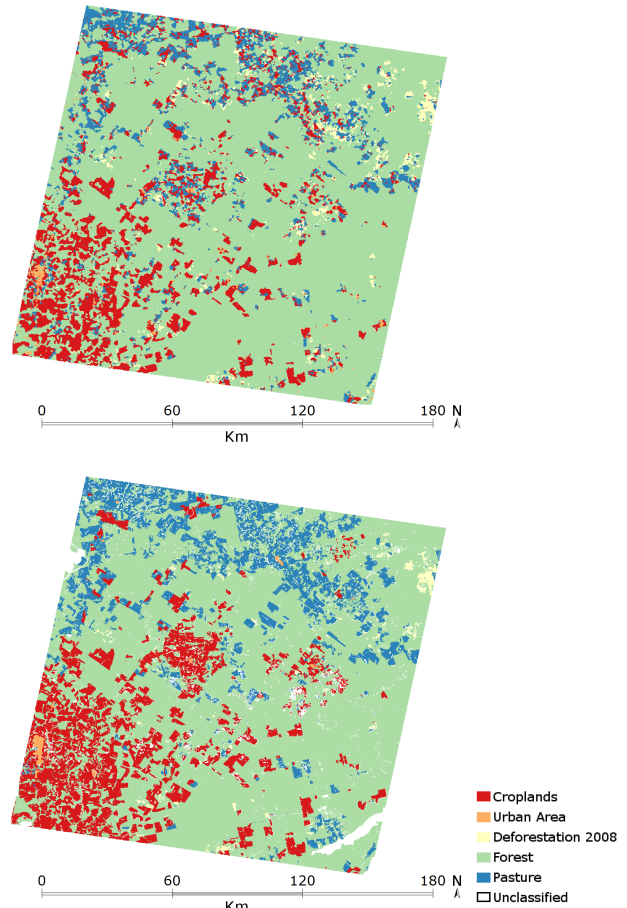 0 60 120 180 N
Km
Croplands
Urban Area
Deforestation 2008
Forest
Pasture
Unclassified
0 60 120 180 N
Km